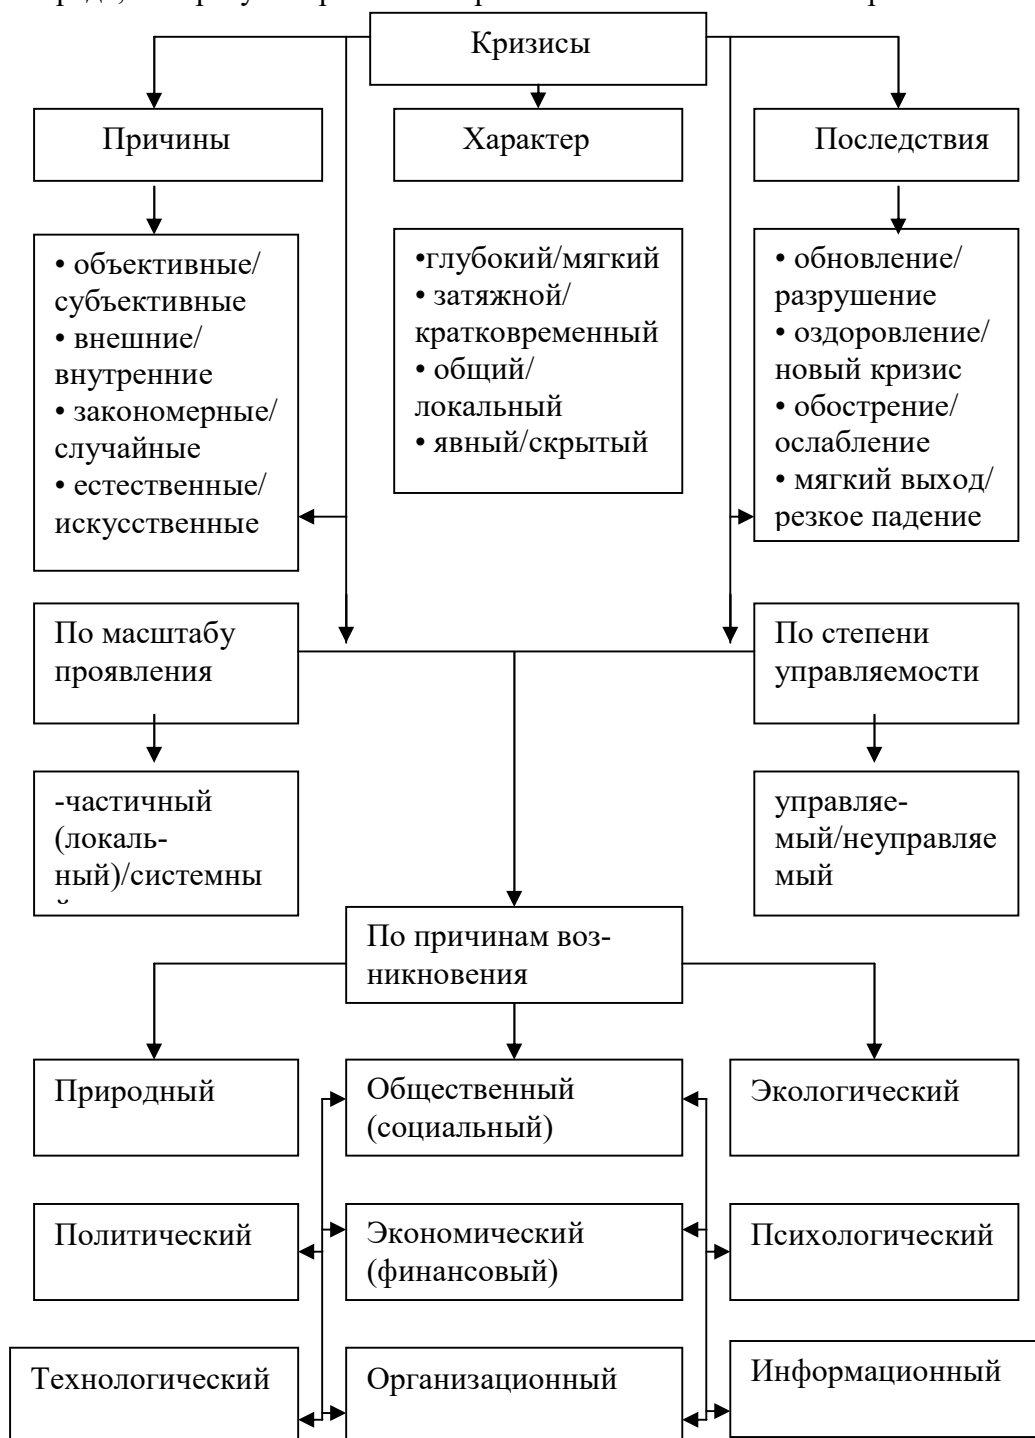 Кризисы
Причины
Характер
Последствия
• объективные/
субъективные
• внешние/
внутренние
• закономерные/
случайные
• естественные/
искусственные
•глубокий/мягкий
• затяжной/
кратковременный
• общий/
локальный
• явный/скрытый
• обновление/
разрушение
• оздоровление/
новый кризис
• обострение/
ослабление
• мягкий выход/
резкое падение
По масштабу
проявления
По степени
управляемости
-частичный
(локаль-
ный)/системны
й
управляе-
мый/неуправляе
мый
По причинам воз-
никновения
Природный
Общественный
(социальный)
Экологический
Политический
Экономический
(финансовый)
Психологический
Технологический
Организационный
Информационный